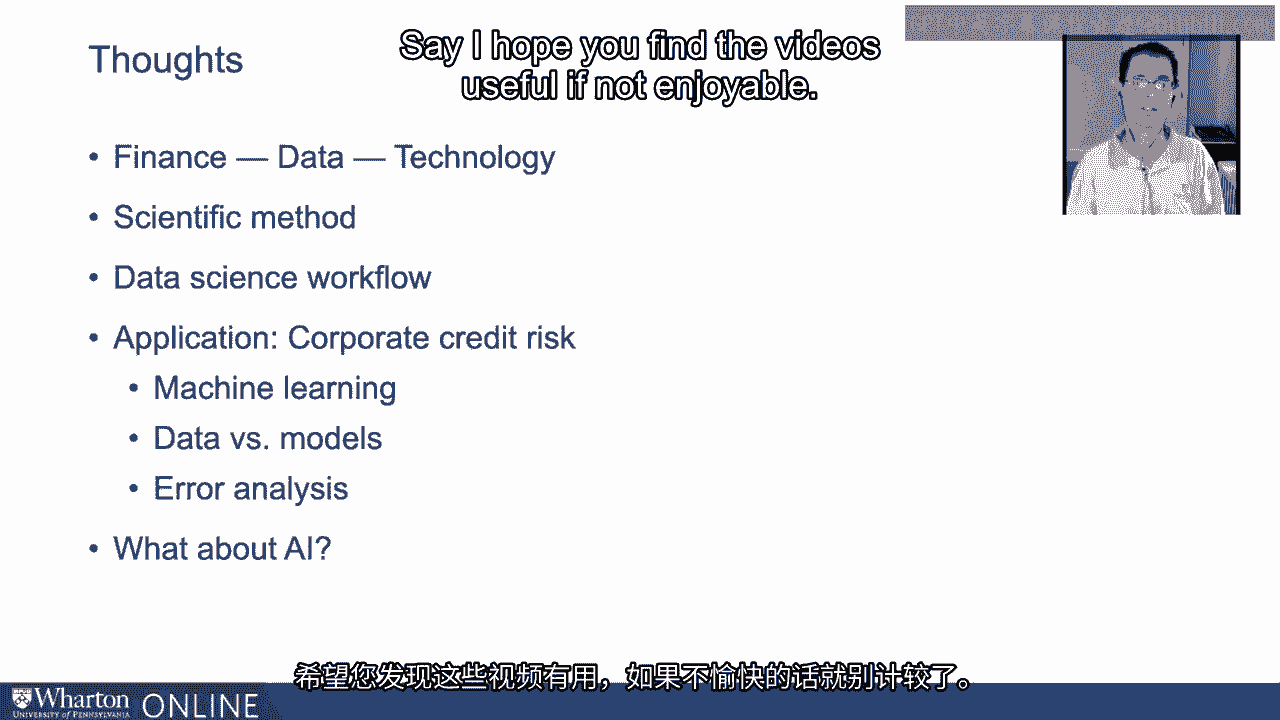 Say I hope you find the videos
useful if not enjoyable.
Thoughts
• Finance — Data — Technology
• Scientific method
• Data science workflow
• Application: Corporate credit risk
• Machine learning
• Data vs. models
• Error analysis
• What about AI?
希望您发现这些视频有用，如果不愉快的话就别计较了。
Wharton ONLINE
UNIVERSITY of PENNSYLVANIA